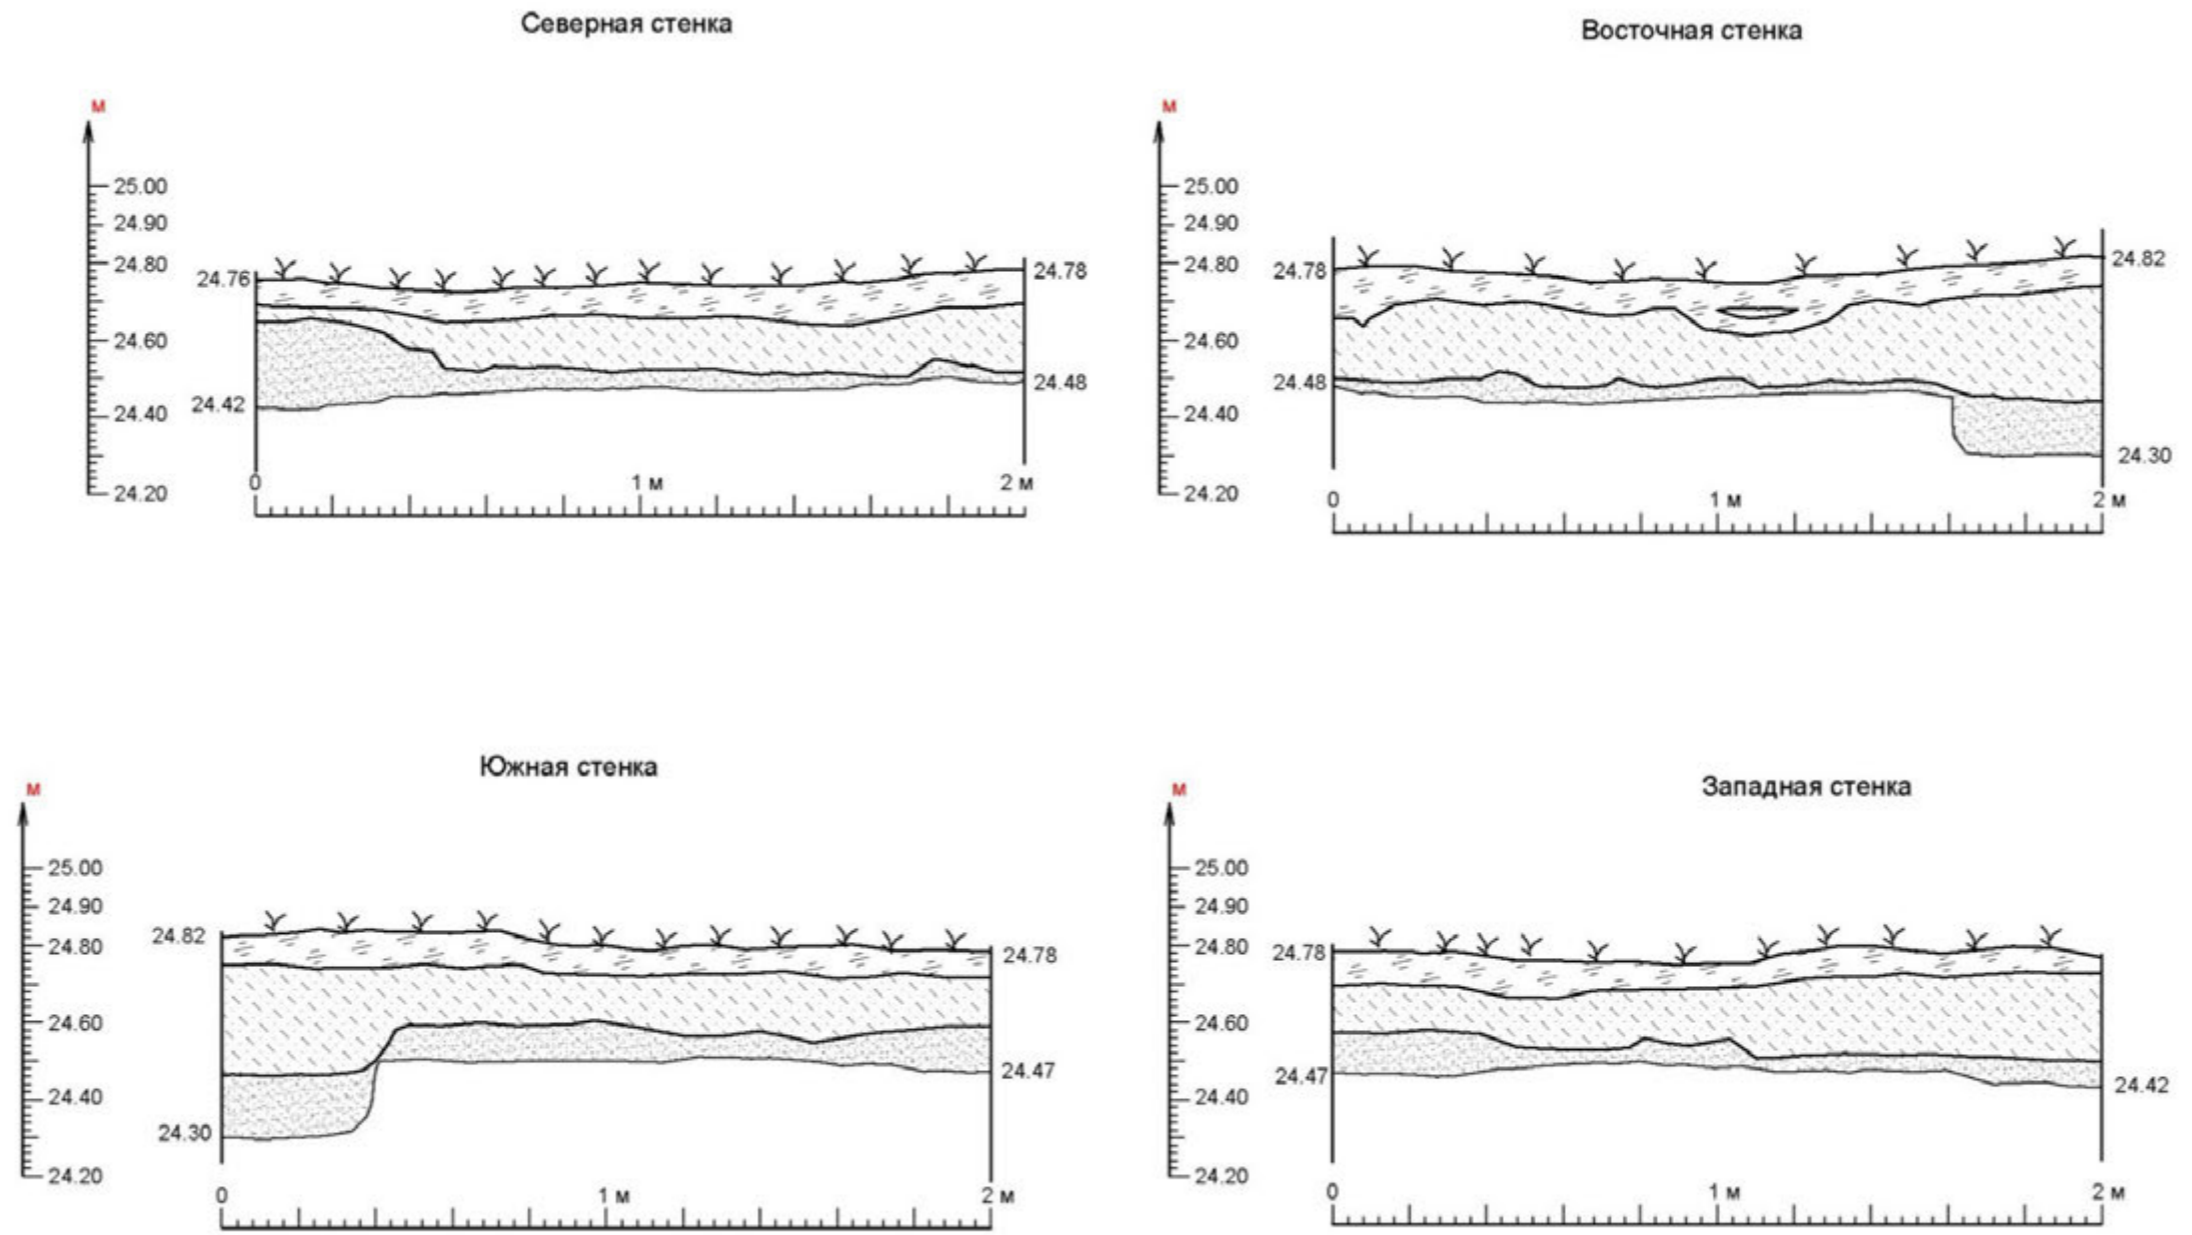 Северная стенка
м
25.00
24.90
24.80
24.60
24.40
24.20
24.76
24.42
24.78
24.48
0
1 м
2 м
Восточная стенка
м
25.00
24.90
24.80
24.60
24.40
24.20
24.78
24.48
24.82
24.30
0
1 м
2 м
Южная стенка
м
25.00
24.90
24.80
24.60
24.40
24.20
24.82
24.30
24.78
24.47
0
1 м
2 м
Западная стенка
м
25.00
24.90
24.80
24.60
24.40
24.20
24.78
24.47
24.42
0
1 м
2 м